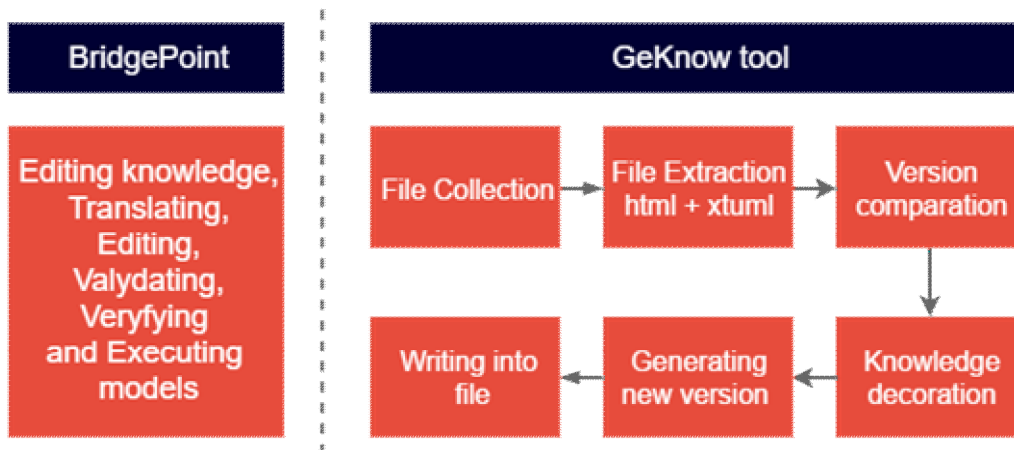 BridgePoint
GeKnow tool
Editing knowledge,
Translating,
Editing,
Valydating,
Veryfying
and Executing
models
File Collection
File Extraction
html + xtuml
Version
comparation
Knowledge
decoration
Generating
new version
Writing into
file